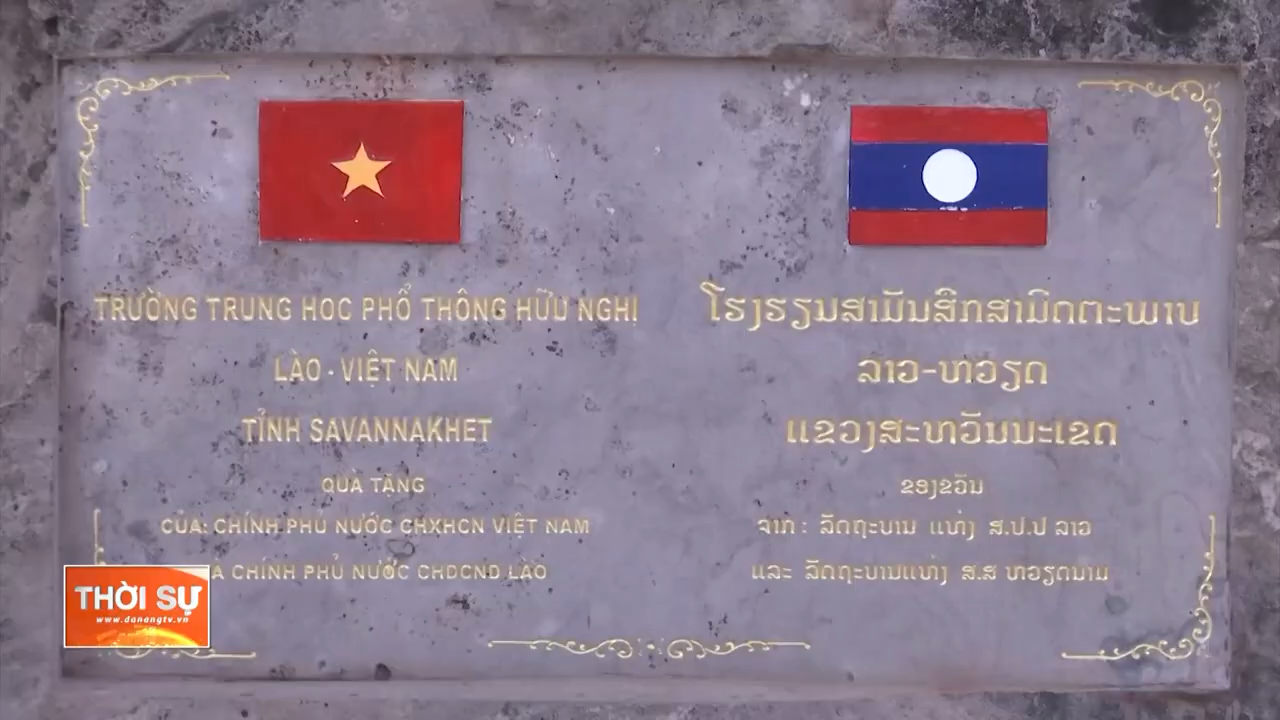 TRƯỜNG TRUNG HỌC PHỔ THÔNG HỮU NGHỊ
LÀO - VIỆT NAM
TỈNH SAVANNAKHET
QUÀ TẶNG
CỦA: CHÍNH PHỦ NƯỚC CHXHCN VIỆT NAM
CHÍNH PHỦ NƯỚC CHDCND LÀO
ໂຮງຮຽນສາມັນສຶກສາມິດຕະພານ
ລາວ-ຫວຽດ
ແຂວງສະຫວັນນະເຂດ
ຂອງຂວັນ
ຈາກ : ລັດຖະບານ ແຫ່ງ ສ.ປ.ປ ລາວ
ແລະ ລັດຖະບານແຫ່ງ ສ.ສ ຫວຽດນາມ
THỜI SỰ
www.danangtv.vn